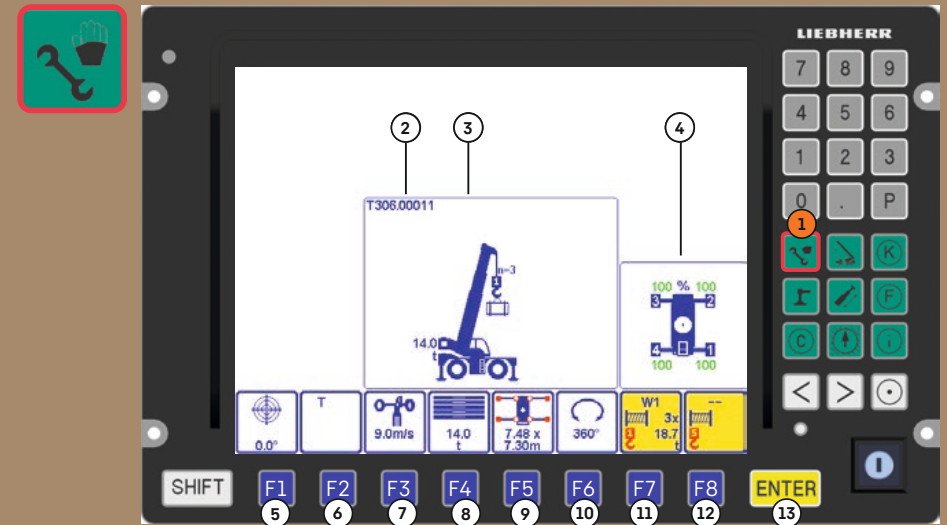 LIEBHERR
7 8 9
4 5 6
1 2 3
0 . P
1
K
F
C i
< >
2 3 4
T306.00011
n=3
1
14.0
t
100 % 100
3 2
4 1
100 100
0.0°
T
9.0m/s
14.0
t
7.48 x
7.30m
360°
W1
3x
1 18.7
t
--
5
SHIFT F1 F2 F3 F4 F5 F6 F7 F8 ENTER
5 6 7 8 9 10 11 12 13